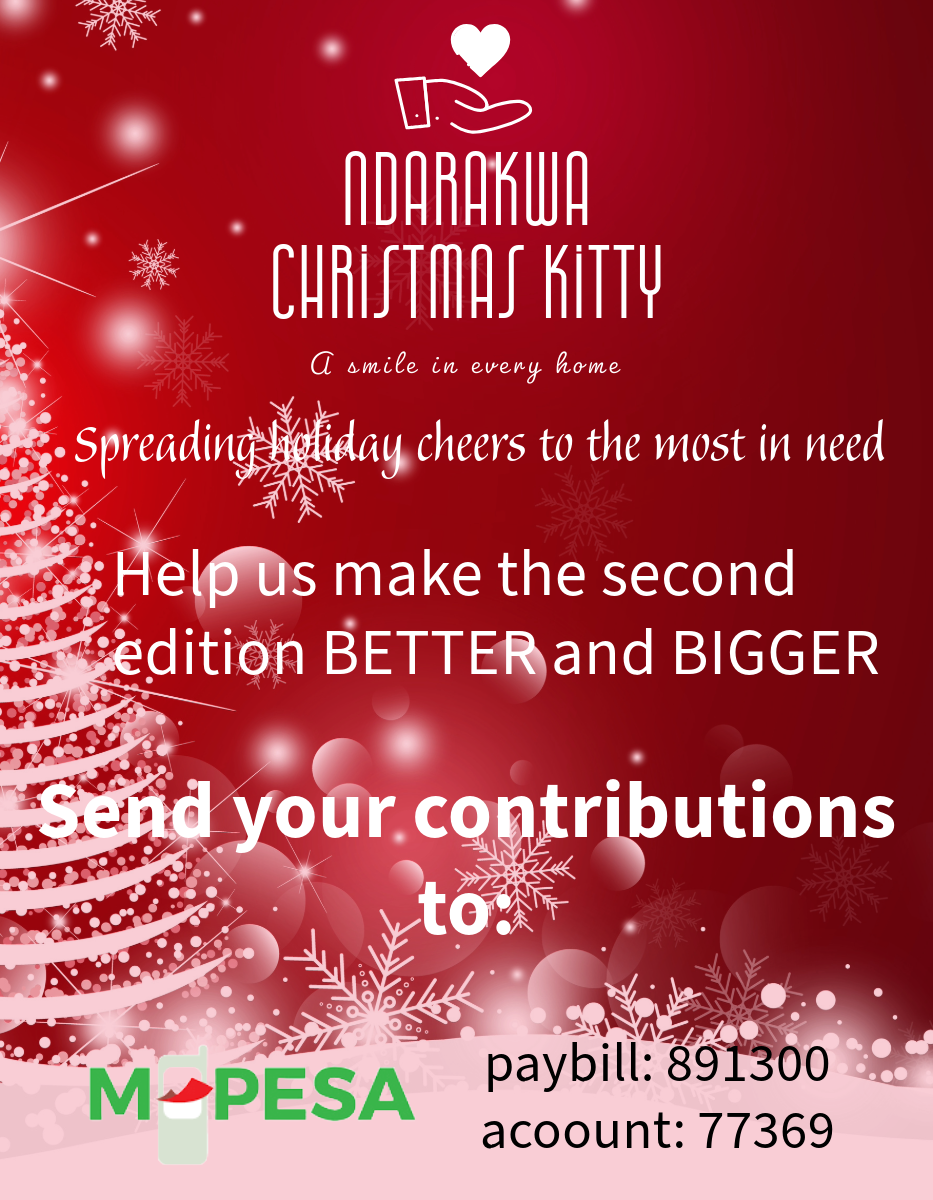 NDARAKWA
CHRISTMAS KITTY
A smile in every home
Spreading holiday cheers to the most in need
Help us make the second
edition BETTER and BIGGER
Send your contributions
to:
M-PESA
paybill: 891300
acoount: 77369